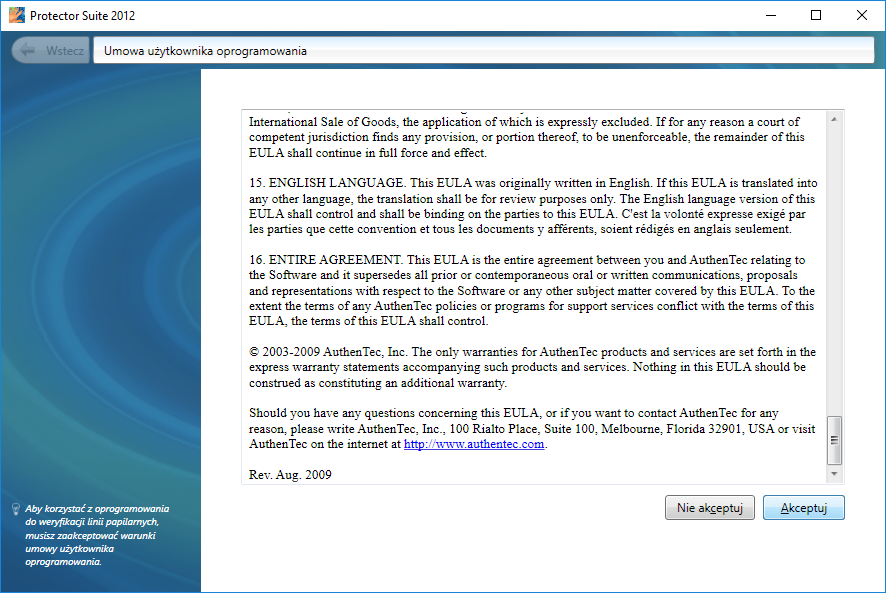 Protector Suite 2012
Wstecz
Umowa użytkownika oprogramowania
International Sale of Goods, the application of which is expressly excluded. If for any reason a court of
competent jurisdiction finds any provision, or portion thereof, to be unenforceable, the remainder of this
EULA shall continue in full force and effect.
15. ENGLISH LANGUAGE. This EULA was originally written in English. If this EULA is translated into
any other language, the translation shall be for review purposes only. The English language version of this
EULA shall control and shall be binding on the parties to this EULA. C'est la volonté expresse exigé par
les parties que cette convention et tous les documents y afférents, soient rédigés en anglais seulement.
16. ENTIRE AGREEMENT. This EULA is the entire agreement between you and AuthenTec relating to
the Software and it supersedes all prior or contemporaneous oral or written communications, proposals
and representations with respect to the Software or any other subject matter covered by this EULA. To the
extent the terms of any AuthenTec policies or programs for support services conflict with the terms of this
EULA, the terms of this EULA shall control.
© 2003-2009 AuthenTec, Inc. The only warranties for AuthenTec products and services are set forth in the
express warranty statements accompanying such products and services. Nothing in this EULA should be
construed as constituting an additional warranty.
Should you have any questions concerning this EULA, or if you want to contact AuthenTec for any
reason, please write AuthenTec, Inc., 100 Rialto Place, Suite 100, Melbourne, Florida 32901, USA or visit
AuthenTec on the internet at http://www.authentec.com.
Rev. Aug. 2009
Nie akceptuj
Akceptuj
Aby korzystać z oprogramowania
do weryfikacji linii papilarnych,
musisz zaakceptować warunki
umowy użytkownika
oprogramowania.